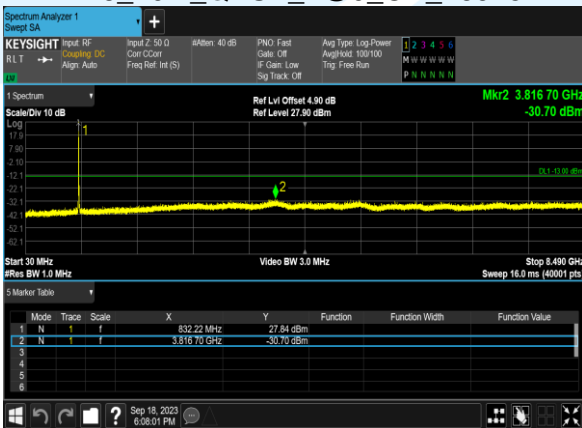 Spectrum Analyzer 1
Swept SA
+
KEYSIGHT Input: RF Input Z: 50 Ω #Atten: 40 dB PNO: Fast Avg Type: Log-Power 1 2 3 4 5 6
RLT Coupling: DC Corr CCorr Gate: Off Avg|Hold: 100/100 M W W W W W
Align: Auto Freq Ref: Int (S) IF Gain: Low Trig: Free Run
Sig Track: Off P N N N N N
LW
1 Spectrum Ref Lvl Offset 4.90 dB Mkr2 3.816 70 GHz
Scale/Div 10 dB Ref Level 27.90 dBm -30.70 dBm
Log
1
17.9
7.90
-2.10
DL1 -13.00 dBm
-12.1
-22.1
2
-32.1
-42.1
-52.1
-62.1
Start 30 MHz Video BW 3.0 MHz Stop 8.490 GHz
#Res BW 1.0 MHz Sweep 16.0 ms (40001 pts
5 Marker Table
Mode Trace Scale X Y Function Function Width Function Value
1 N 1 f 832.22 MHz 27.84 dBm
2 N 1 f 3.816 70 GHz -30.70 dBm
3
4
5
6
? Sep 18, 2023
6:08:01 PM